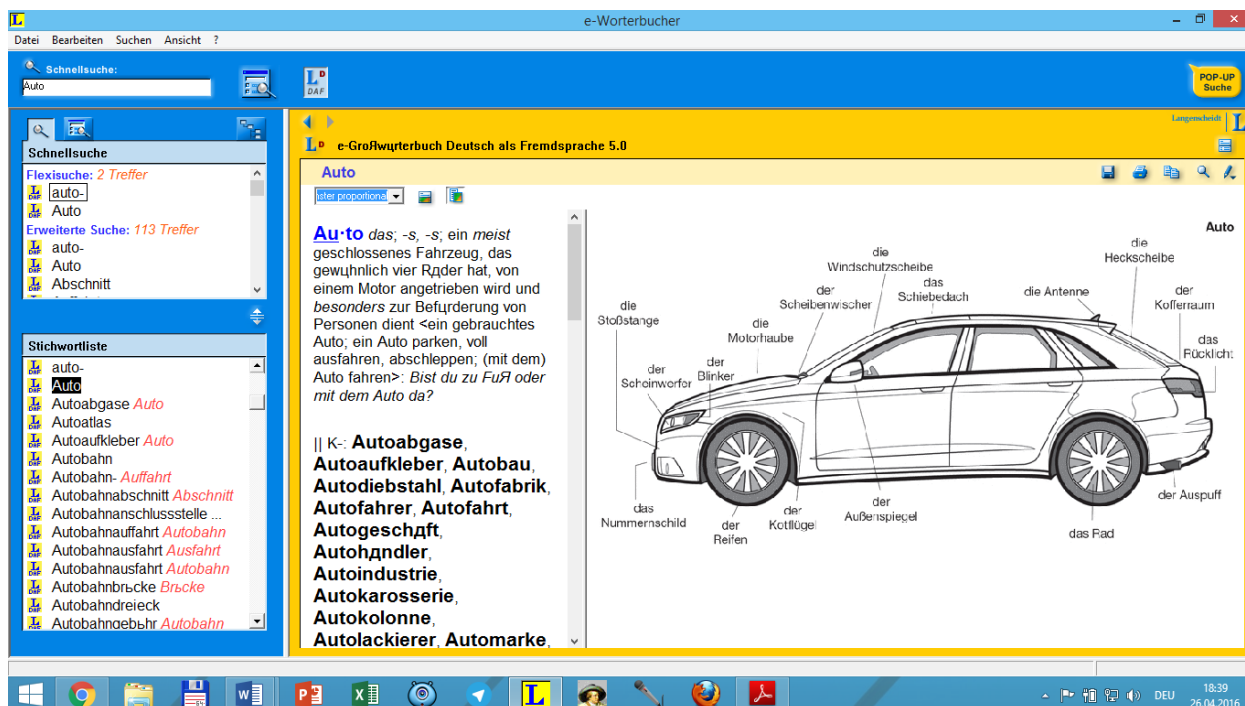 e-Worterbucher
Datei Bearbeiten Suchen Ansicht ?
Schnellsuche:
Auto
DAF
POP-UP
Suche
Langenscheidt L
e-GroЯwцrterbuch Deutsch als Fremdsprache 5.0
Schnellsuche
Flexisuche: 2 Treffer
auto-
Auto
Erweiterte Suche: 113 Treffer
auto-
Auto
Abschnitt
Stichwortliste
auto-
Auto
Autoabgase Auto
Autoatlas
Autoaufkleber Auto
Autobahn
Autobahn- Auffahrt
Autobahnabschnitt Abschnitt
Autobahnanschlussstelle ...
Autobahnauffahrt Autobahn
Autobahnausfahrt Ausfahrt
Autobahnausfahrt Autobahn
Autobahnbrьcke Brьcke
Autobahndreieck
Autobahngebьhr Autobahn
Auto
ster proportional
Au·to das; -s, -s; ein meist
geschlossenes Fahrzeug, das
gewцhnlich vier Rдder hat, von
einem Motor angetrieben wird und
besonders zur Befцrderung von
Personen dient <ein gebrauchtes
Auto; ein Auto parken, voll
ausfahren, abschleppen; (mit dem)
Auto fahren>: Bist du zu FuЯ oder
mit dem Auto da?
|| K-: Autoabgase,
Autoaufkleber, Autobau,
Autodiebstahl, Autofabrik,
Autofahrer, Autofahrt,
Autogeschдft,
Autohдndler,
Autoindustrie,
Autokarosserie,
Autokolonne,
Autolackierer, Automarke,
Auto
die
Heckscheibe
die
Windschutzscheibe
das
Schiebedach
die Antenne
der
Kofferraum
der
Scheibenwischer
die
Stoßstange
die
Motorhaube
das
Rücklicht
der
Blinker
der
Scheinwerfer
das
Nummernschild
der
Reifen
der
Kotflügel
der
Außenspiegel
das Rad
der Auspuff
DEU
18:39
26.04.2016